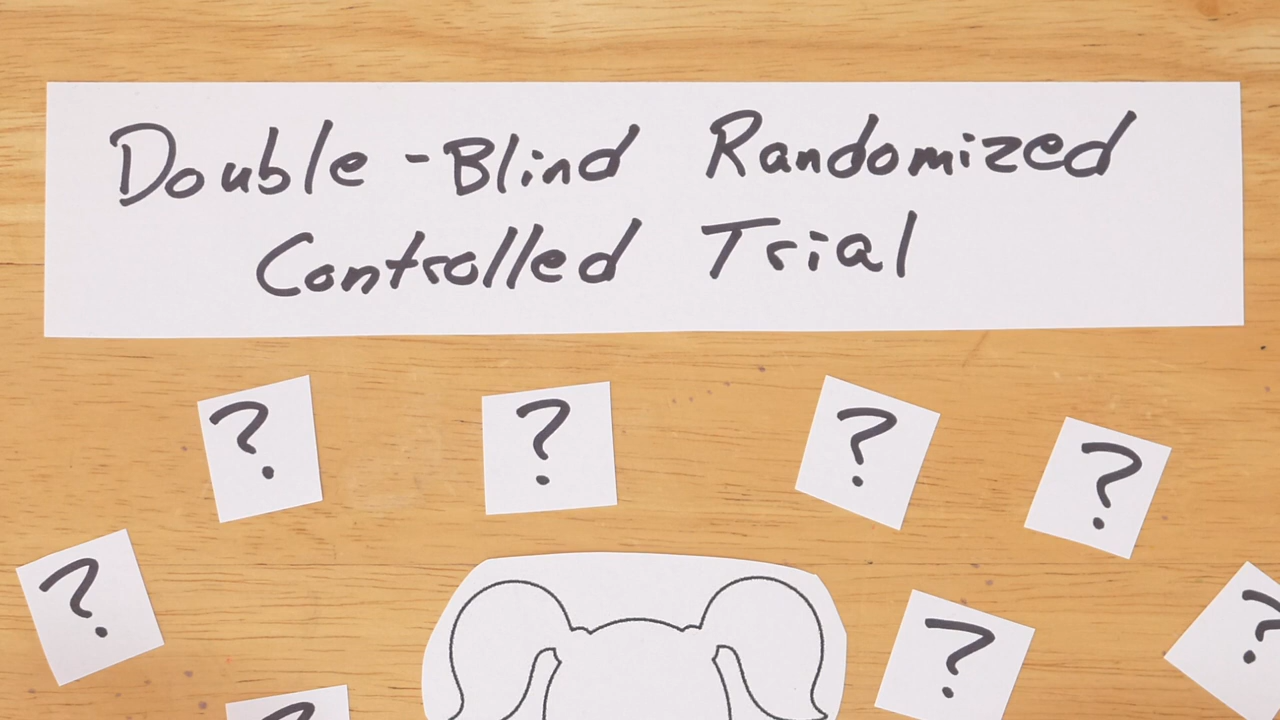 Double-Blind Randomized
Controlled Trial
? ? ? ?
? ? ?
?